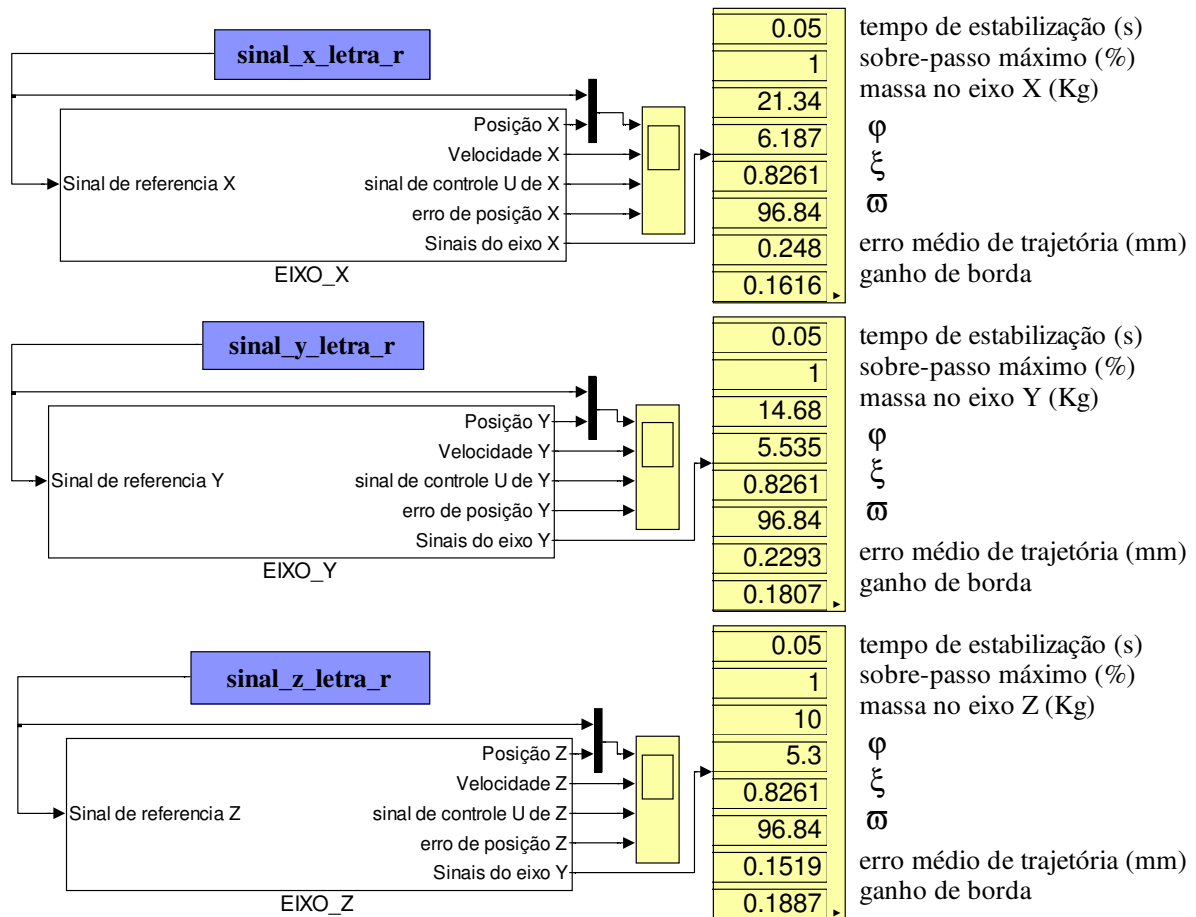 sinal_x_letra_r
Sinal de referencia X
Posição X
Velocidade X
sinal de controle U de X
erro de posição X
Sinais do eixo X
EIXO_X
0.05 tempo de estabilização (s)
1 sobre-passo máximo (%)
21.34 massa no eixo X (Kg)
6.187 φ
0.8261 ξ
96.84 ϖ
0.248 erro médio de trajetória (mm)
0.1616 ganho de borda
sinal_y_letra_r
Sinal de referencia Y
Posição Y
Velocidade Y
sinal de controle U de Y
erro de posição Y
Sinais do eixo Y
EIXO_Y
0.05 tempo de estabilização (s)
1 sobre-passo máximo (%)
14.68 massa no eixo Y (Kg)
5.535 φ
0.8261 ξ
96.84 ϖ
0.2293 erro médio de trajetória (mm)
0.1807 ganho de borda
sinal_z_letra_r
Sinal de referencia Z
Posição Z
Velocidade Z
sinal de controle U de Z
erro de posição Z
Sinais do eixo Y
EIXO_Z
0.05 tempo de estabilização (s)
1 sobre-passo máximo (%)
10 massa no eixo Z (Kg)
5.3 φ
0.8261 ξ
96.84 ϖ
0.1519 erro médio de trajetória (mm)
0.1887 ganho de borda